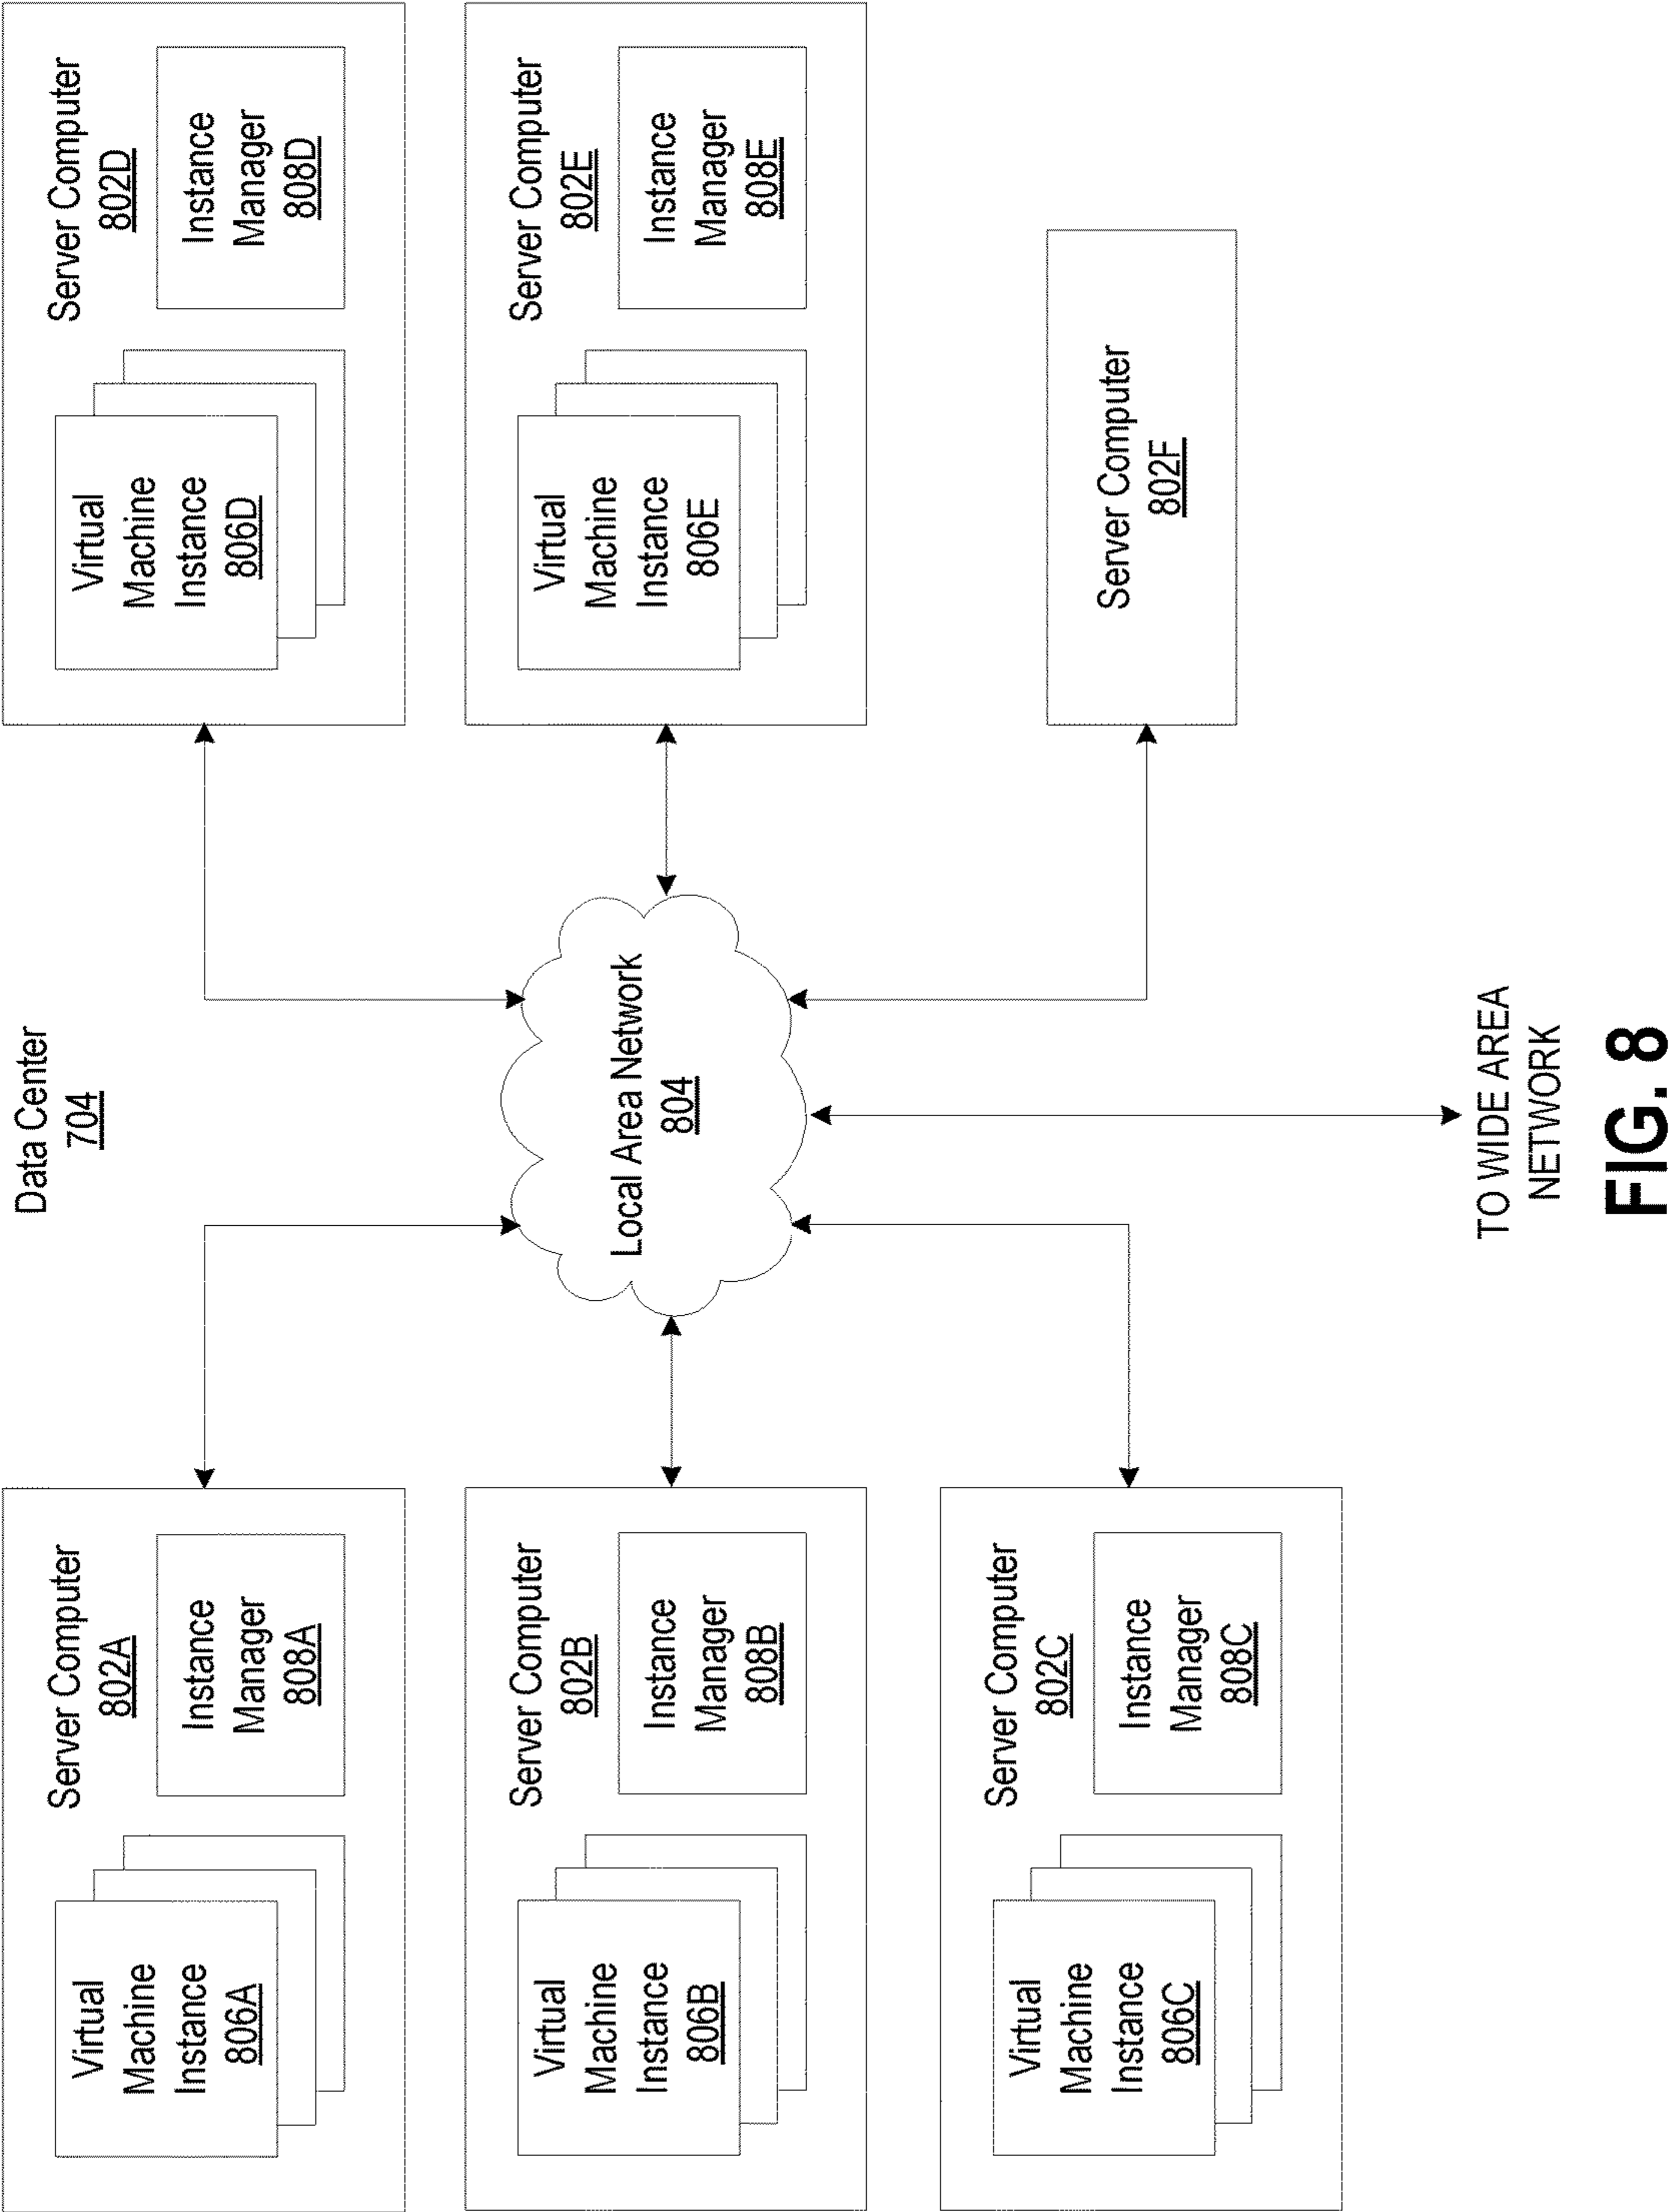 Data Center
704
Server Computer
802A
Virtual
Machine
Instance
806A
Instance
Manager
808A
Server Computer
802B
Virtual
Machine
Instance
806B
Instance
Manager
808B
Server Computer
802C
Virtual
Machine
Instance
806C
Instance
Manager
808C
Local Area Network
804
Server Computer
802D
Virtual
Machine
Instance
806D
Instance
Manager
808D
Server Computer
802E
Virtual
Machine
Instance
806E
Instance
Manager
808E
Server Computer
802F
TO WIDE AREA
NETWORK
FIG. 8